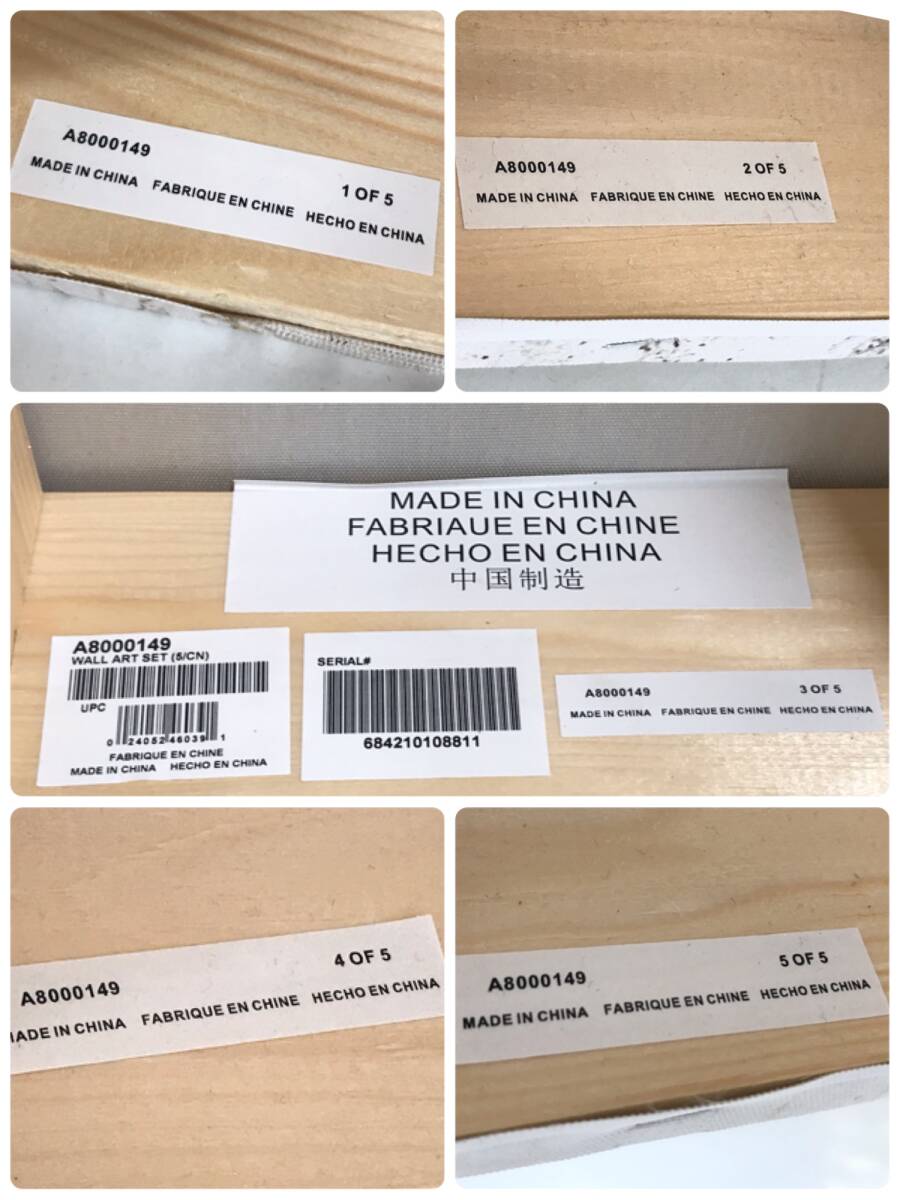 A8000149
1 OF 5
MADE IN CHINA FABRIQUE EN CHINE HECHO EN CHINA
A8000149 2 OF 5
MADE IN CHINA FABRIQUE EN CHINE HECHO EN CHINA
MADE IN CHINA
FABRIAUE EN CHINE
HECHO EN CHINA
中国制造
A8000149
WALL ART SET (5/CN)
UPC
0 24052 46039 1
FABRIQUE EN CHINE
MADE IN CHINA HECHO EN CHINA
SERIAL#
684210108811
A8000149 3 OF 5
MADE IN CHINA FABRIQUE EN CHINE HECHO EN CHINA
A8000149 4 OF 5
MADE IN CHINA FABRIQUE EN CHINE HECHO EN CHINA
A8000149 5 OF 5
MADE IN CHINA FABRIQUE EN CHINE HECHO EN CHINA